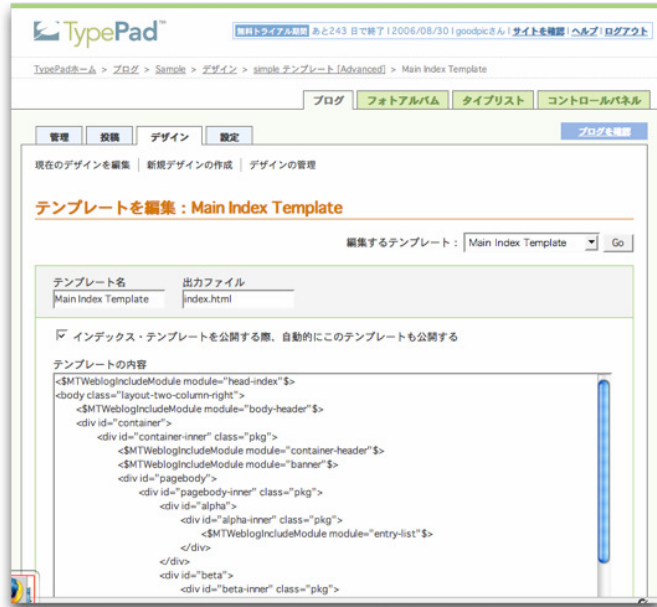 TypePad™
無料トライアル期間 あと243 日で終了 | 2006/08/30 | goodpicさん | サイトを確認 | ヘルプ | ログアウト
TypePadホーム > ブログ > Sample > デザイン > simple テンプレート [Advanced] > Main Index Template
ブログ フォトアルバム タイプリスト コントロールパネル
管理 投稿 デザイン 設定 ブログを確認
現在のデザインを編集 | 新規デザインの作成 | デザインの管理
テンプレートを編集：Main Index Template
編集するテンプレート： Main Index Template Go
テンプレート名 出力ファイル
Main Index Template index.html
インデックス・テンプレートを公開する際、自動的にこのテンプレートも公開する
テンプレートの内容
<$MTWeblogIncludeModule module="head-index"$>
<body class="layout-two-column-right">
<$MTWeblogIncludeModule module="body-header"$>
<div id="container">
<div id="container-inner" class="pkg">
<$MTWeblogIncludeModule module="container-header"$>
<$MTWeblogIncludeModule module="banner"$>
<div id="pagebody">
<div id="pagebody-inner" class="pkg">
<div id="alpha">
<div id="alpha-inner" class="pkg">
<$MTWeblogIncludeModule module="entry-list"$>
</div>
</div>
<div id="beta">
<div id="beta-inner" class="pkg">